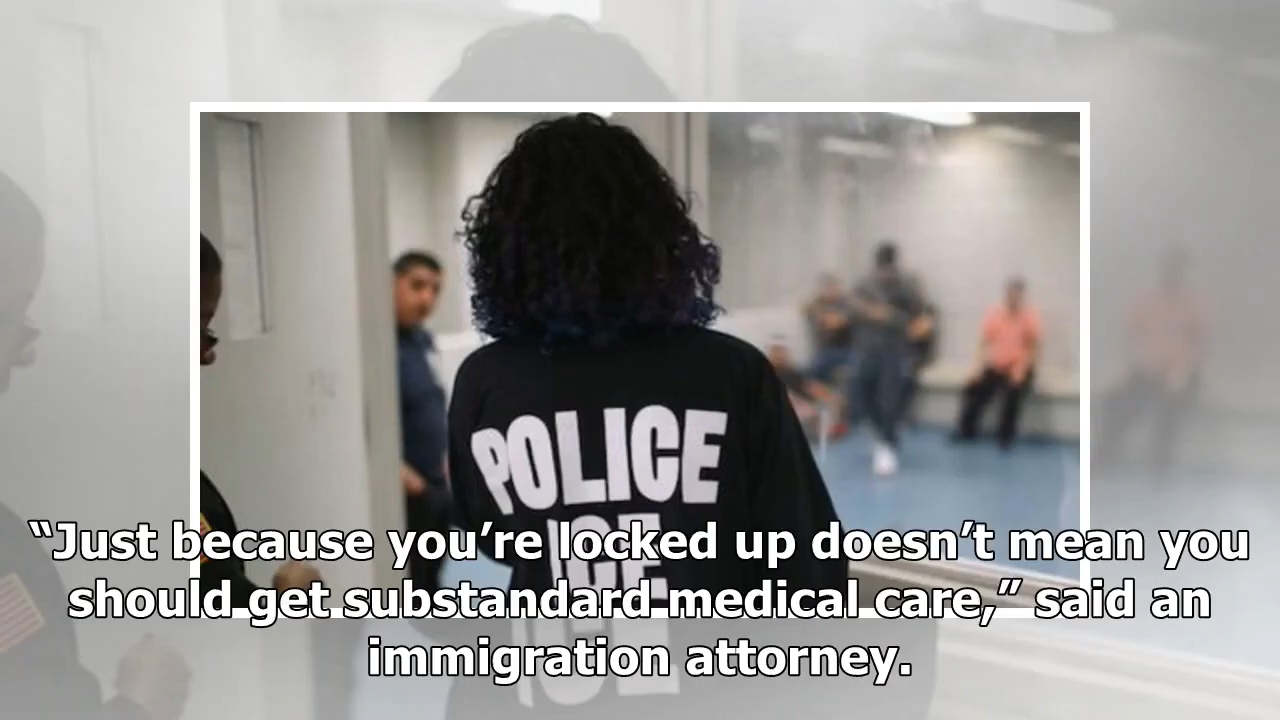 POLICE
ICE
“Just because you’re locked up doesn’t mean you
should get substandard medical care,” said an
immigration attorney.